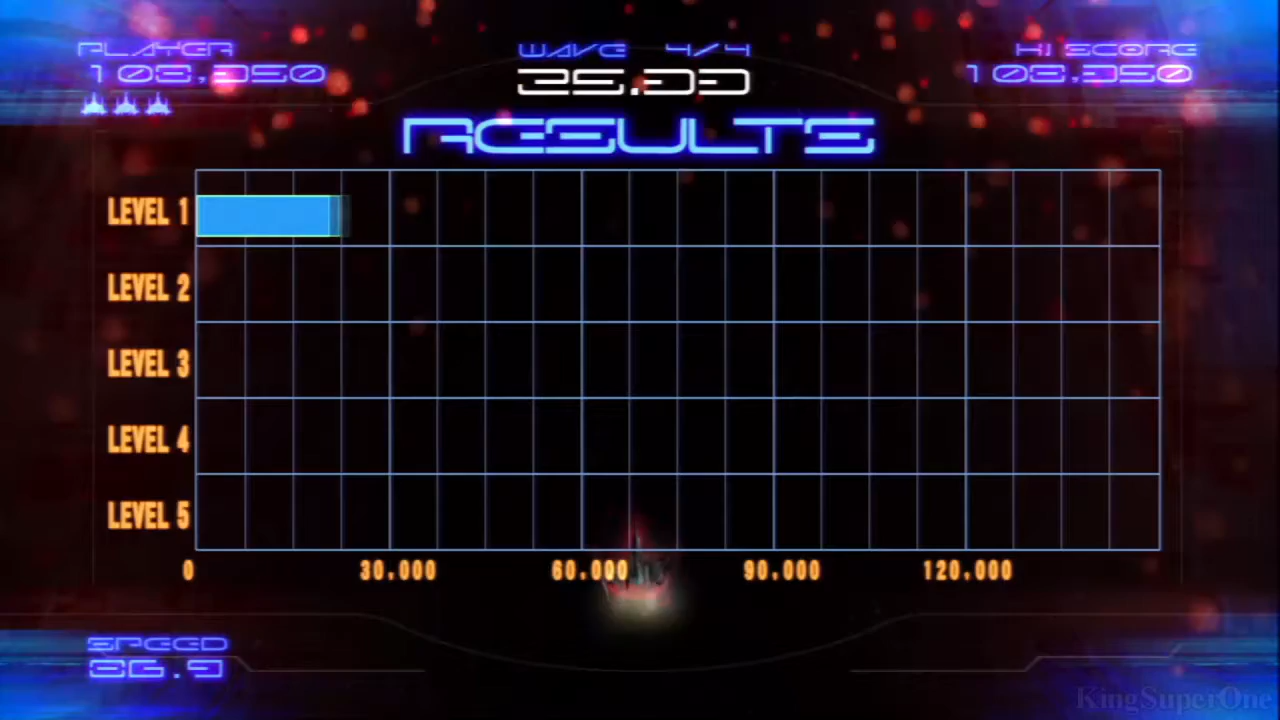 PLAYER
WAVE 4/4
HI SCORE
103,350
25.00
103,350
RESULTS
LEVEL 1
LEVEL 2
LEVEL 3
LEVEL 4
LEVEL 5
0 30,000 60,000 90,000 120,000
SPEED
36.9
KingSuperOne